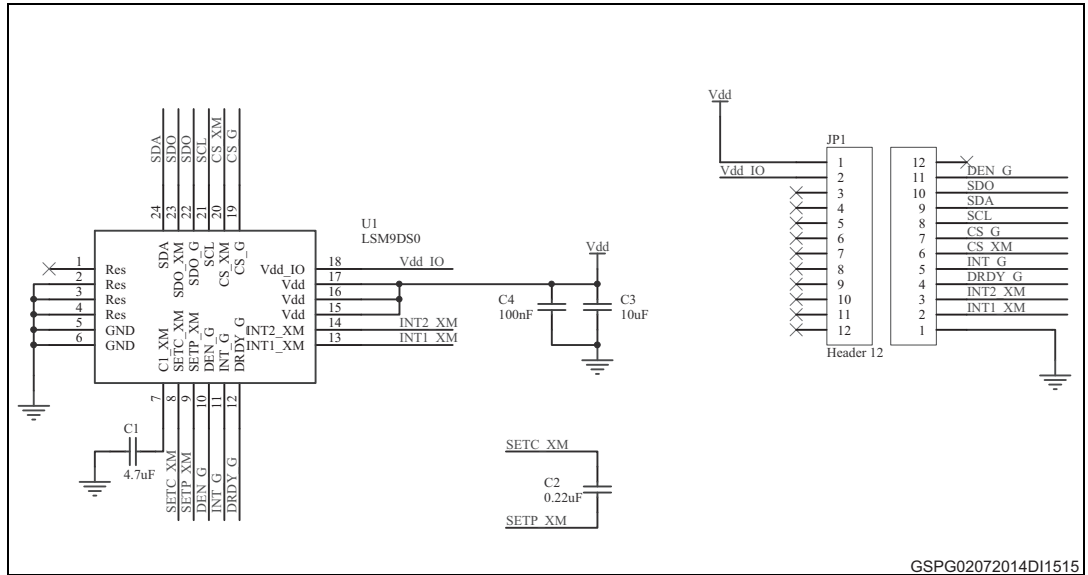 SDA
SDO
SDO
SCL
CS_XM
CS_G
24
23
22
21
20
19
U1
LSM9DS0
SDA
SDO_XM
SDO_G
SCL
CS_XM
CS_G
1 Res
2 Res
3 Res
4 Res
5 GND
6 GND
Vdd_IO 18 Vdd_IO
Vdd 17
Vdd 16
Vdd 15
INT2_XM 14 INT2_XM
INT1_XM 13 INT1_XM
C1_XM
SETC_XM
SETP_XM
DEN_G
INT_G
DRDY_G
7
8
9
10
11
12
C1
4.7uF
SETC_XM
SETP_XM
DEN_G
INT_G
DRDY_G
Vdd
C4
100nF
C3
10uF
SETC_XM
C2
0.22uF
SETP_XM
Vdd
Vdd_IO
JP1
1
2
3
4
5
6
7
8
9
10
11
12
Header 12
12
11 DEN_G
10 SDO
9 SDA
8 SCL
7 CS_G
6 CS_XM
5 INT_G
4 DRDY_G
3 INT2_XM
2 INT1_XM
1
GSPG02072014DI1515